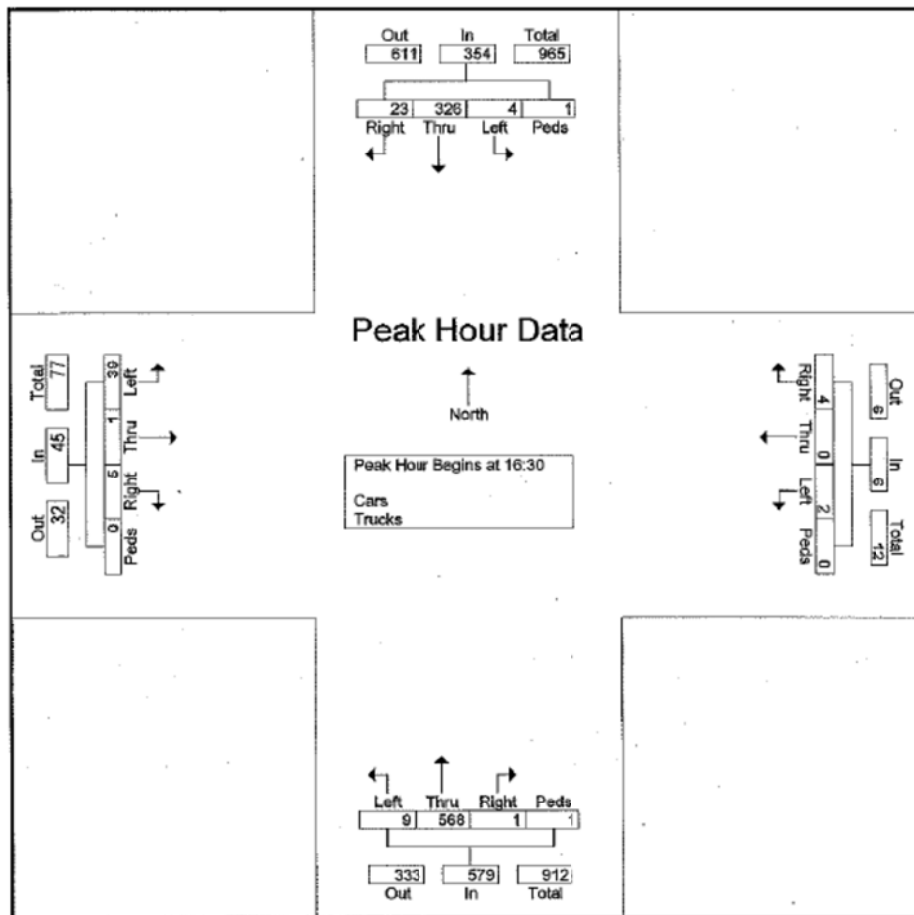 Out In Total
611 354 965
23 326 4 1
Right Thru Left Peds
Peak Hour Data
North
Peak Hour Begins at 16:30
Cars
Trucks
Total In Out
77 45 32
39 1 5 0
Left Thru Right Peds
Out In Total
6 6 12
4 0 2 0
Right Thru Left Peds
Left Thru Right Peds
9 568 1 1
333 579 912
Out In Total